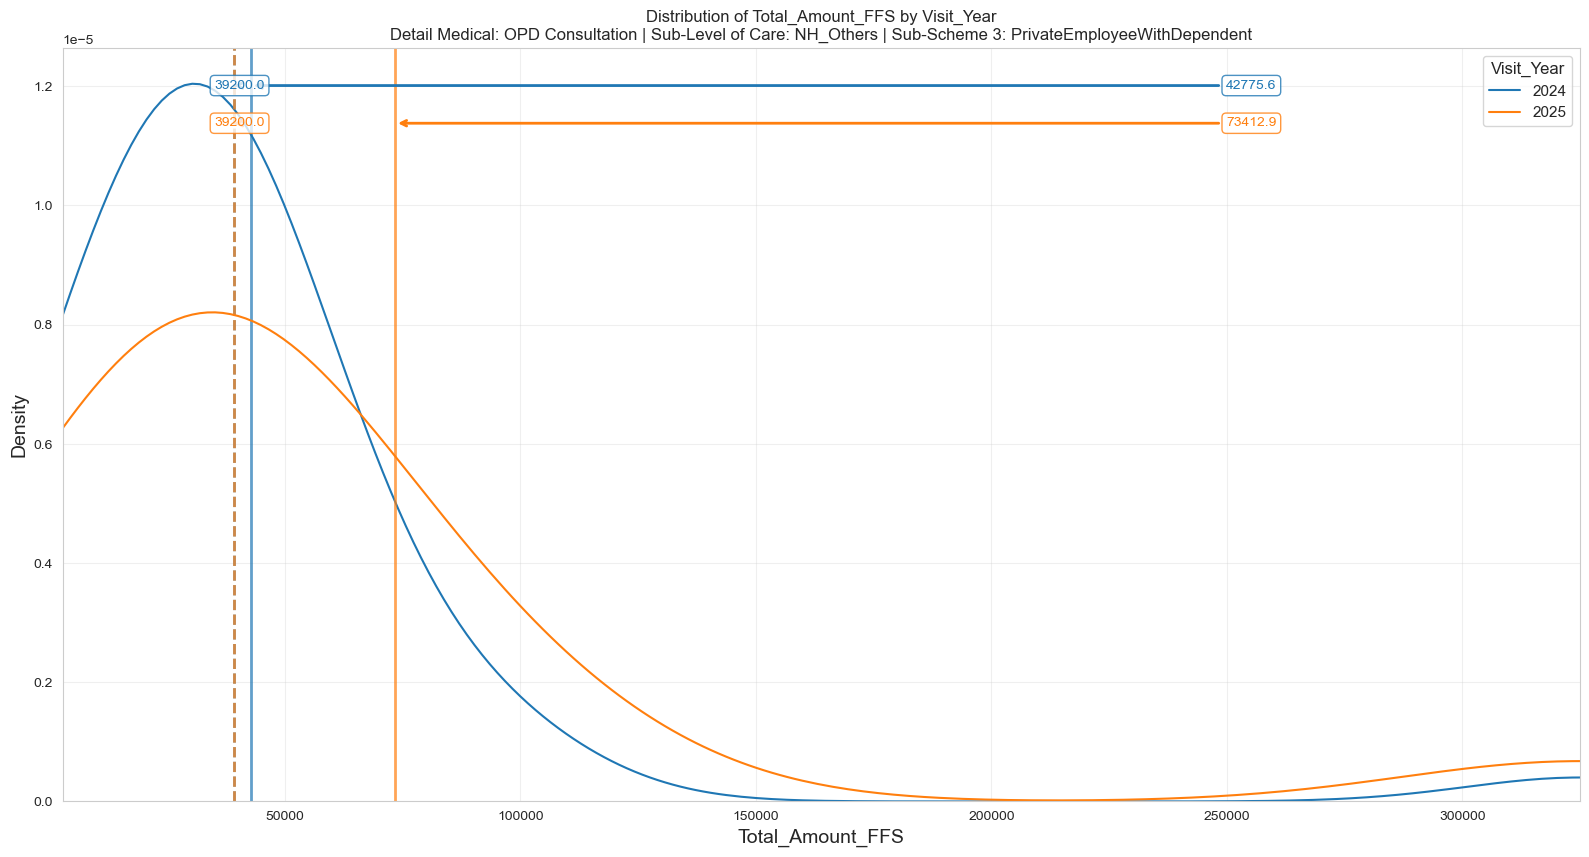 Distribution of Total_Amount_FFS by Visit_Year
Detail Medical: OPD Consultation | Sub-Level of Care: NH_Others | Sub-Scheme 3: PrivateEmployeeWithDependent
1e−5
Visit_Year
2024
2025
39200.0
42775.6
39200.0
73412.9
1.2
1.0
0.8
0.6
0.4
0.2
0.0
Density
50000 100000 150000 200000 250000 300000
Total_Amount_FFS